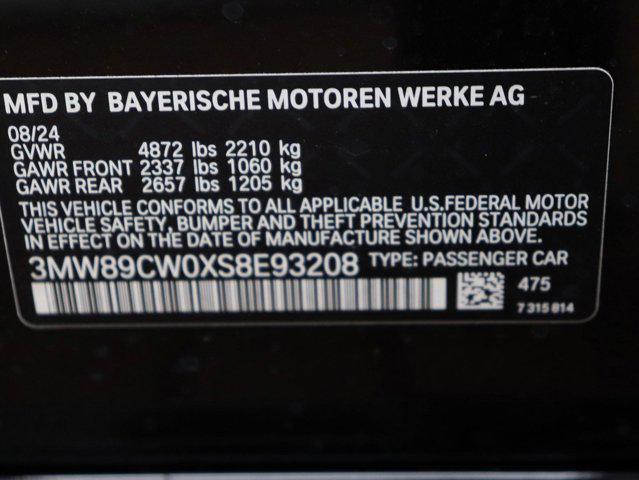 MFD BY BAYERISCHE MOTOREN WERKE AG
08/24
GVWR 4872 lbs 2210 kg
GAWR FRONT 2337 lbs 1060 kg
GAWR REAR 2657 lbs 1205 kg
THIS VEHICLE CONFORMS TO ALL APPLICABLE U.S.FEDERAL MOTOR
VEHICLE SAFETY, BUMPER AND THEFT PREVENTION STANDARDS
IN EFFECT ON THE DATE OF MANUFACTURE SHOWN ABOVE.
3MW89CW0XS8E93208 TYPE: PASSENGER CAR
475
7 315 814